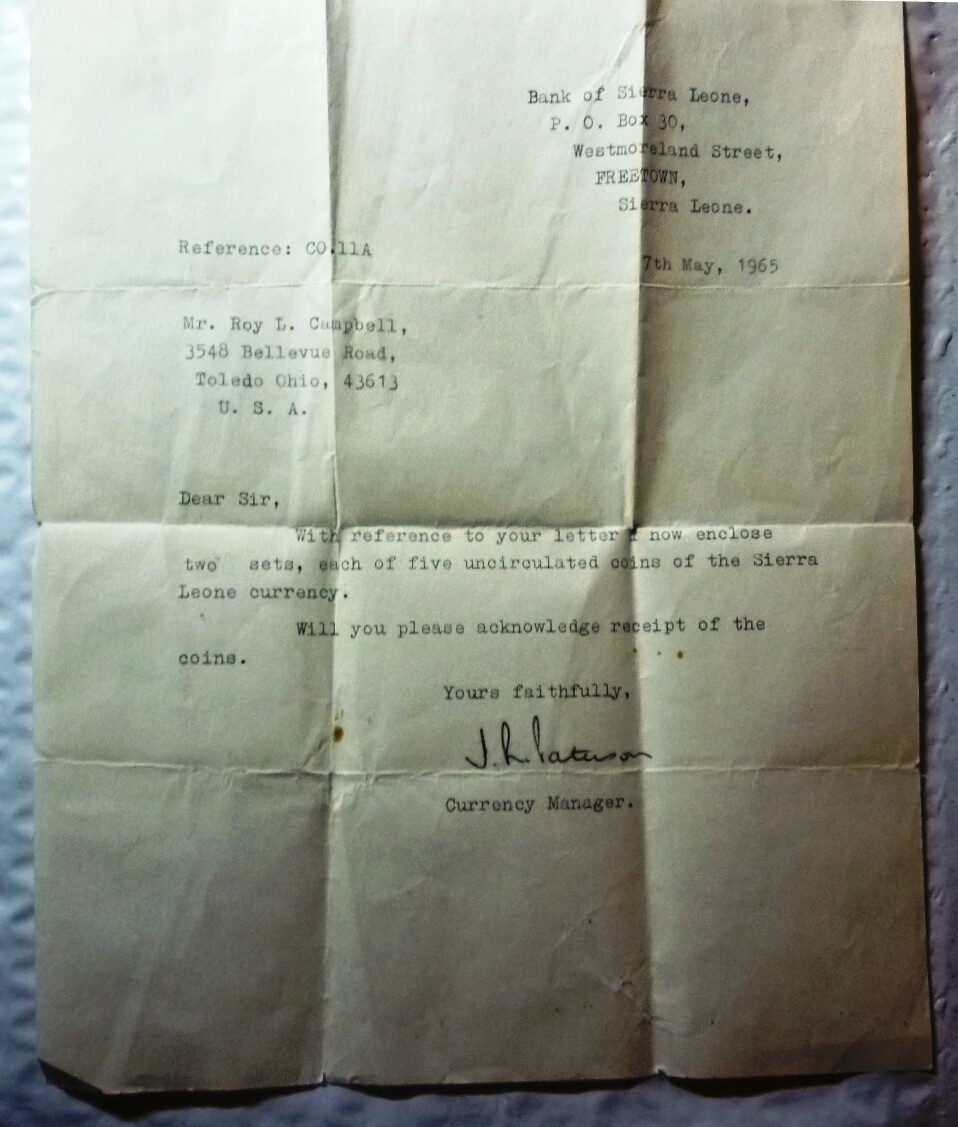 Bank of Sierra Leone,
P. O. Box 30,
Westmoreland Street,
FREETOWN,
Sierra Leone.
Reference: CO.11A
7th May, 1965
Mr. Roy L. Campbell,
3548 Bellevue Road,
Toledo Ohio, 43613
U. S. A.
Dear Sir,
With reference to your letter I now enclose
two sets, each of five uncirculated coins of the Sierra
Leone currency.
Will you please acknowledge receipt of the
coins.
Yours faithfully,
J. R. Paterson
Currency Manager.